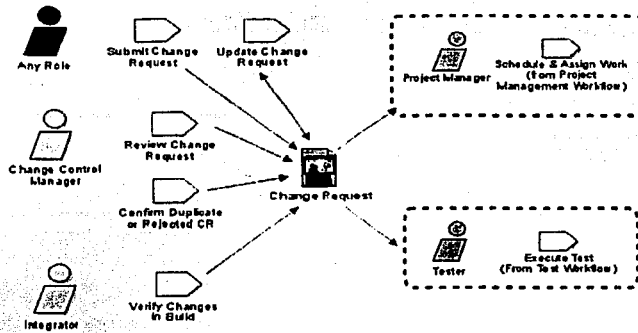 Any Role
Submit Change
Request
Update Change
Request
Project Manager
Schedule & Assign Work
(from Project
Management Workflow)
Change Control
Manager
Review Change
Request
Change Request
Confirm Duplicate
or Rejected CR
Integrator
Verify Changes
in Build
Tester
Execute Test
(From Test Workflow)